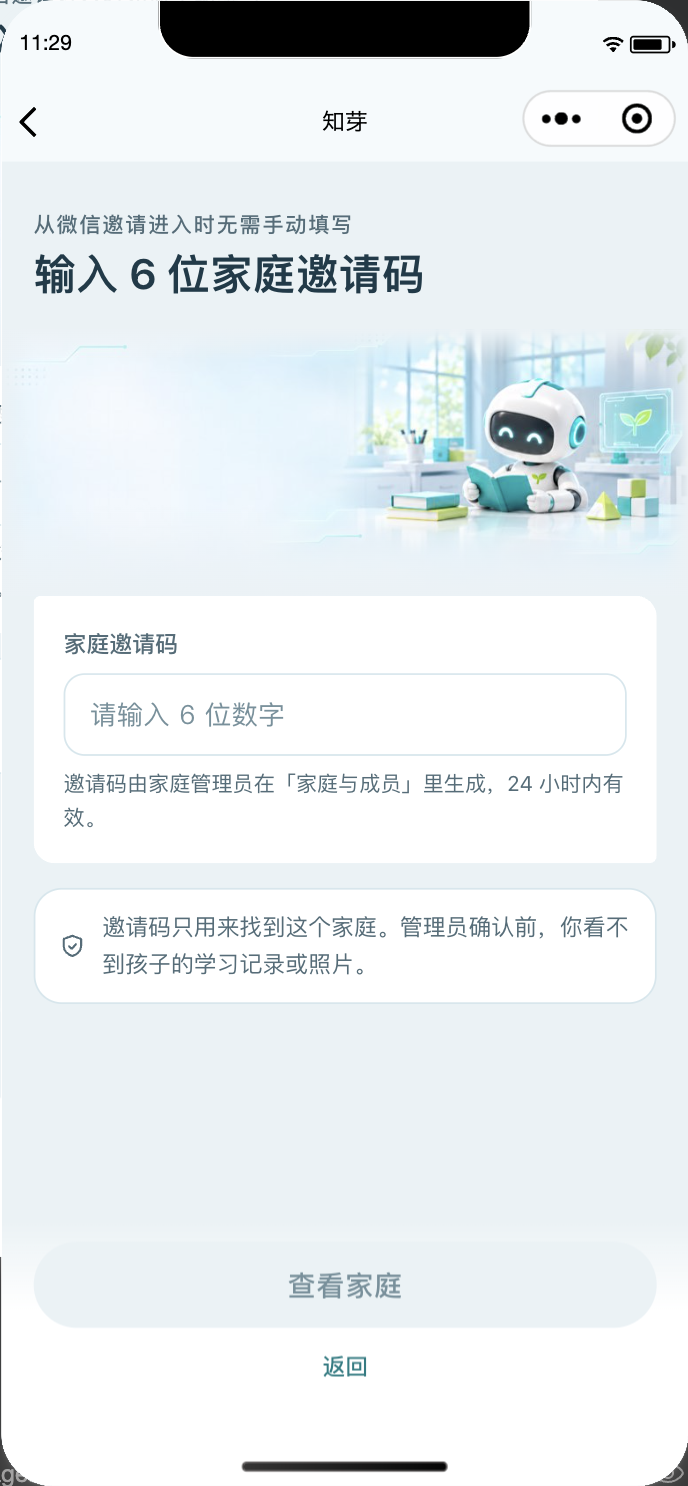 11:29
知芽
从微信邀请进入时无需手动填写
输入 6 位家庭邀请码
家庭邀请码
请输入 6 位数字
邀请码由家庭管理员在「家庭与成员」里生成，24 小时内有
效。
邀请码只用来找到这个家庭。管理员确认前，你看不
到孩子的学习记录或照片。
查看家庭
返回